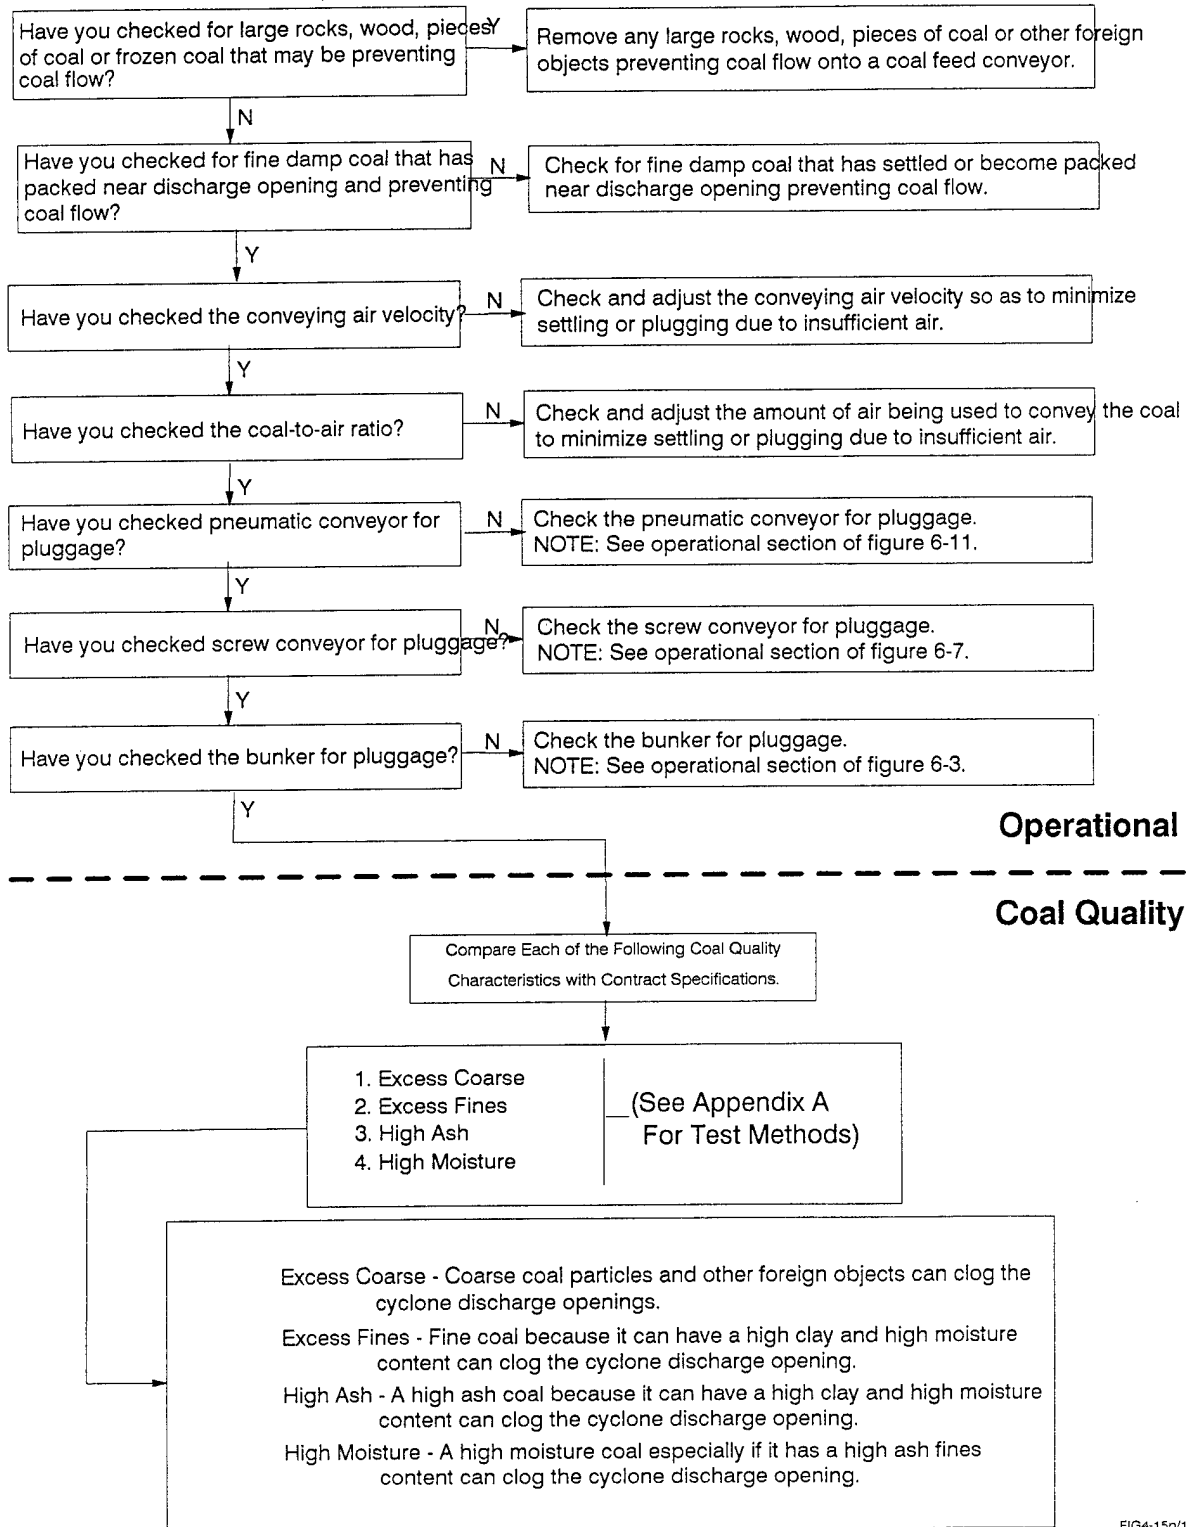 Have you checked for large rocks, wood, pieces
of coal or frozen coal that may be preventing
coal flow?
Y
Remove any large rocks, wood, pieces of coal or other foreign
objects preventing coal flow onto a coal feed conveyor.
N
Have you checked for fine damp coal that has
packed near discharge opening and preventing
coal flow?
N
Check for fine damp coal that has settled or become packed
near discharge opening preventing coal flow.
Y
Have you checked the conveying air velocity?
N
Check and adjust the conveying air velocity so as to minimize
settling or plugging due to insufficient air.
Y
Have you checked the coal-to-air ratio?
N
Check and adjust the amount of air being used to convey the coal
to minimize settling or plugging due to insufficient air.
Y
Have you checked pneumatic conveyor for
pluggage?
N
Check the pneumatic conveyor for pluggage.
NOTE: See operational section of figure 6-11.
Y
Have you checked screw conveyor for pluggage?
N
Check the screw conveyor for pluggage.
NOTE: See operational section of figure 6-7.
Y
Have you checked the bunker for pluggage?
N
Check the bunker for pluggage.
NOTE: See operational section of figure 6-3.
Y
Operational
Coal Quality
Compare Each of the Following Coal Quality
Characteristics with Contract Specifications.
1. Excess Coarse
2. Excess Fines
3. High Ash
4. High Moisture
(See Appendix A
For Test Methods)
Excess Coarse - Coarse coal particles and other foreign objects can clog the
cyclone discharge openings.
Excess Fines - Fine coal because it can have a high clay and high moisture
content can clog the cyclone discharge opening.
High Ash - A high ash coal because it can have a high clay and high moisture
content can clog the cyclone discharge opening.
High Moisture - A high moisture coal especially if it has a high ash fines
content can clog the cyclone discharge opening.